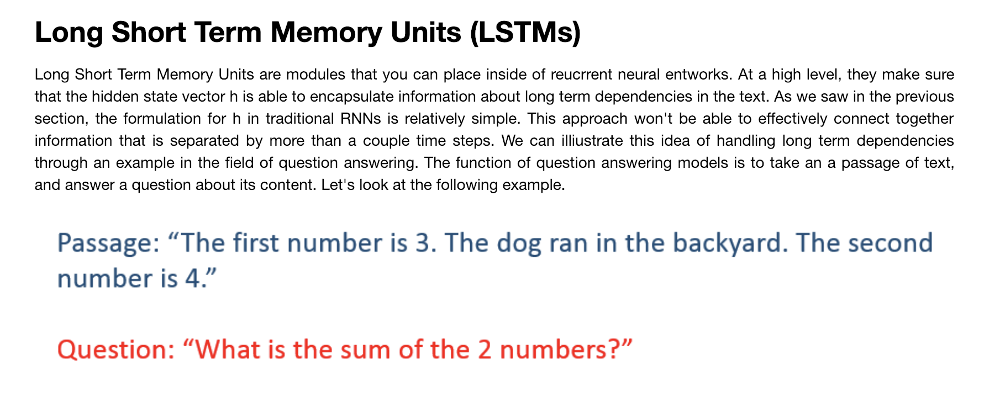 Long Short Term Memory Units (LSTMs)
Long Short Term Memory Units are modules that you can place inside of reucrrent neural entworks. At a high level, they make sure
that the hidden state vector h is able to encapsulate information about long term dependencies in the text. As we saw in the previous
section, the formulation for h in traditional RNNs is relatively simple. This approach won't be able to effectively connect together
information that is separated by more than a couple time steps. We can illiustrate this idea of handling long term dependencies
through an example in the field of question answering. The function of question answering models is to take an a passage of text,
and answer a question about its content. Let's look at the following example.
Passage: “The first number is 3. The dog ran in the backyard. The second
number is 4.”
Question: “What is the sum of the 2 numbers?”